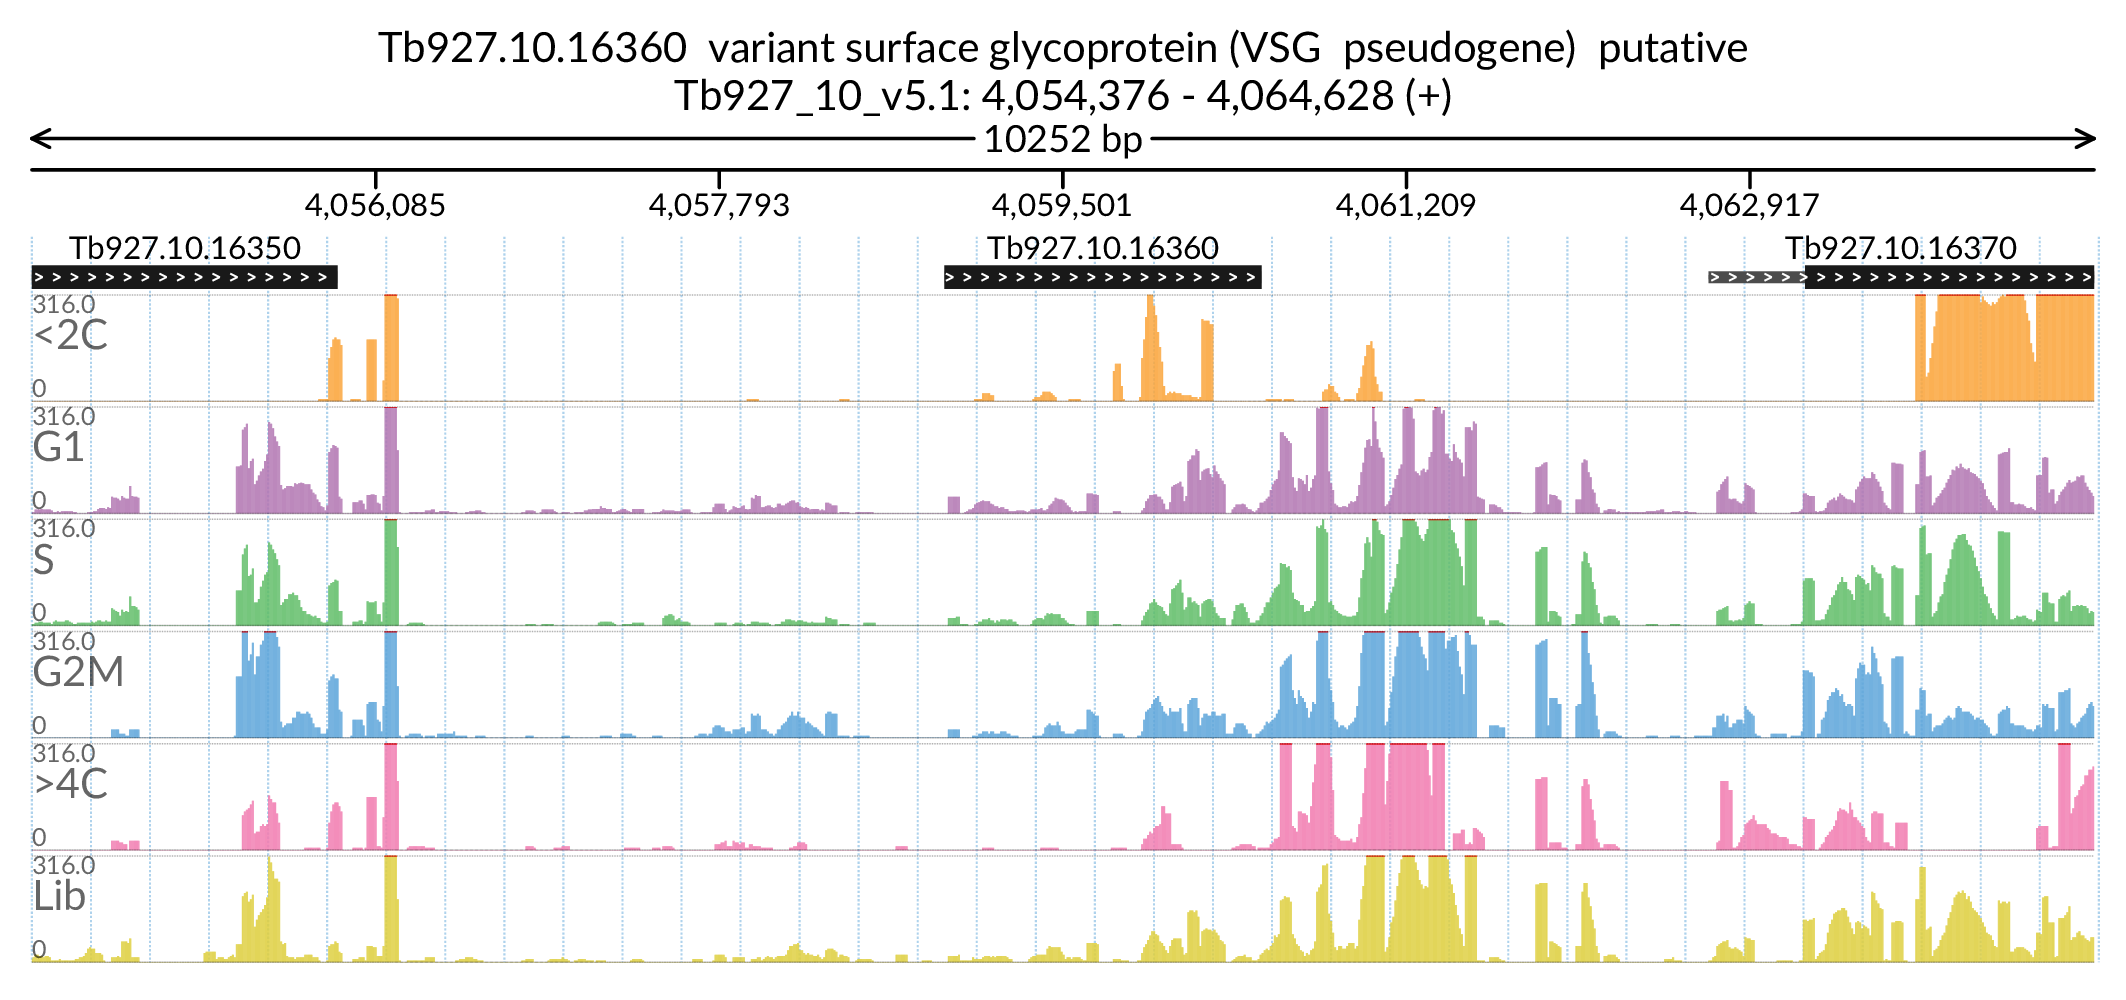 Tb927.10.16360 variant surface glycoprotein (VSG pseudogene) putative
Tb927_10_v5.1: 4,054,376 - 4,064,628 (+)
10252 bp
4,056,085 4,057,793 4,059,501 4,061,209 4,062,917
Tb927.10.16350 Tb927.10.16360 Tb927.10.16370
316.0
<2C
0
316.0
G1
0
316.0
S
0
316.0
G2M
0
316.0
>4C
0
316.0
Lib
0